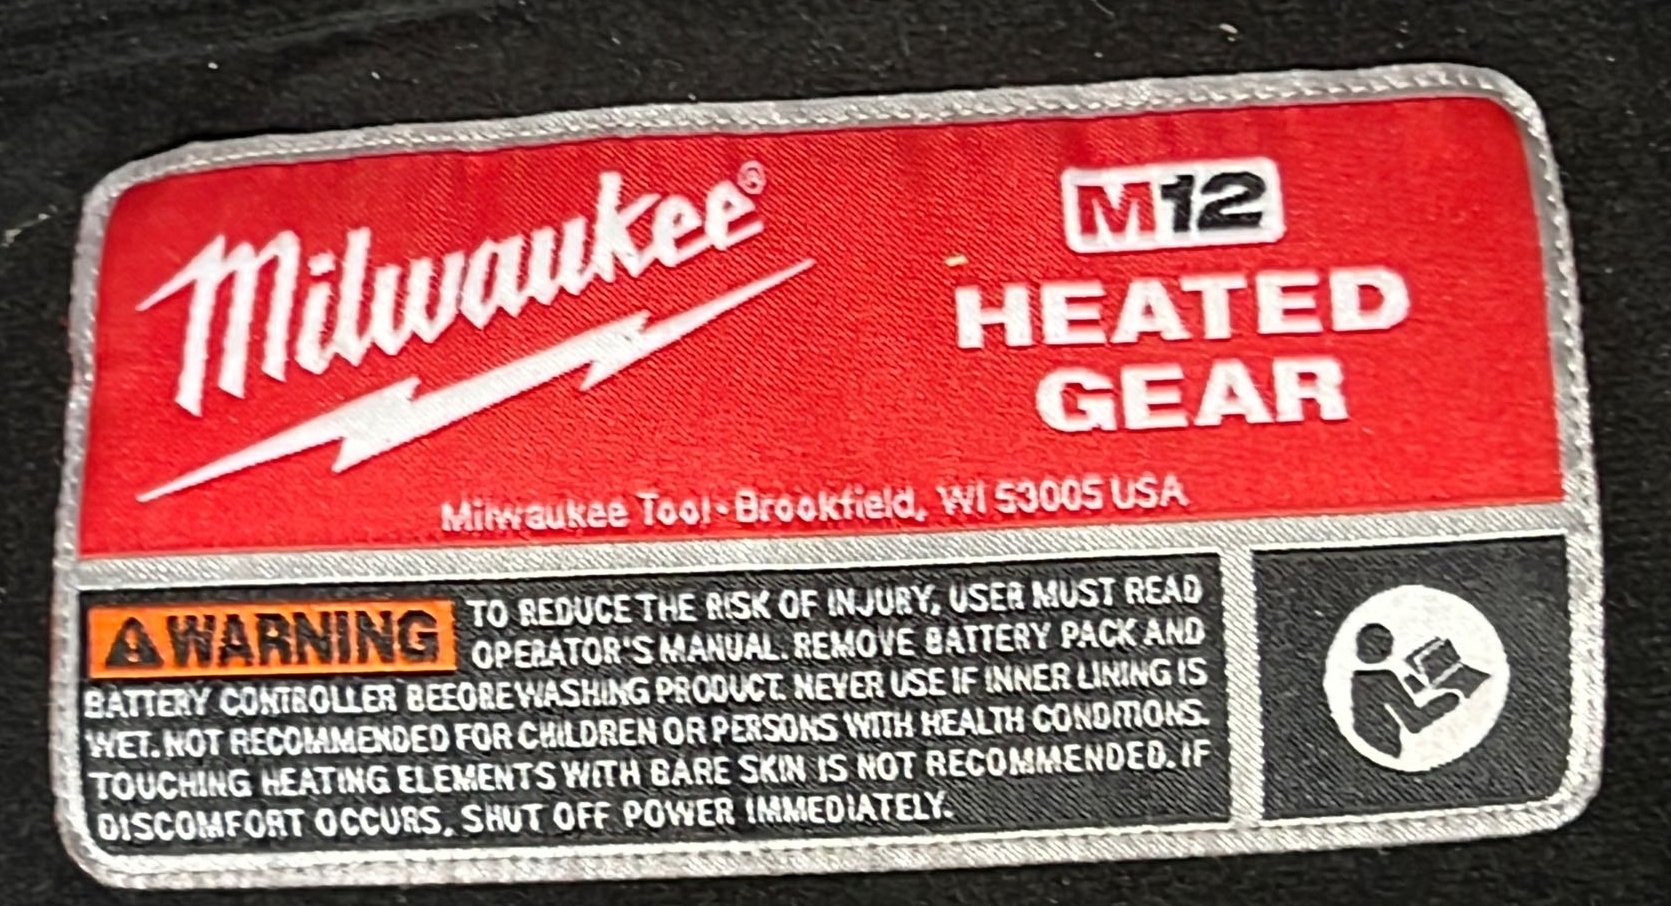 Milwaukee®
M12
HEATED
GEAR
Milwaukee Tool • Brookfield, WI 53005 USA
⚠ WARNING TO REDUCE THE RISK OF INJURY, USER MUST READ
OPERATOR'S MANUAL. REMOVE BATTERY PACK AND
BATTERY CONTROLLER BEFORE WASHING PRODUCT. NEVER USE IF INNER LINING IS
WET. NOT RECOMMENDED FOR CHILDREN OR PERSONS WITH HEALTH CONDITIONS.
TOUCHING HEATING ELEMENTS WITH BARE SKIN IS NOT RECOMMENDED. IF
DISCOMFORT OCCURS, SHUT OFF POWER IMMEDIATELY.